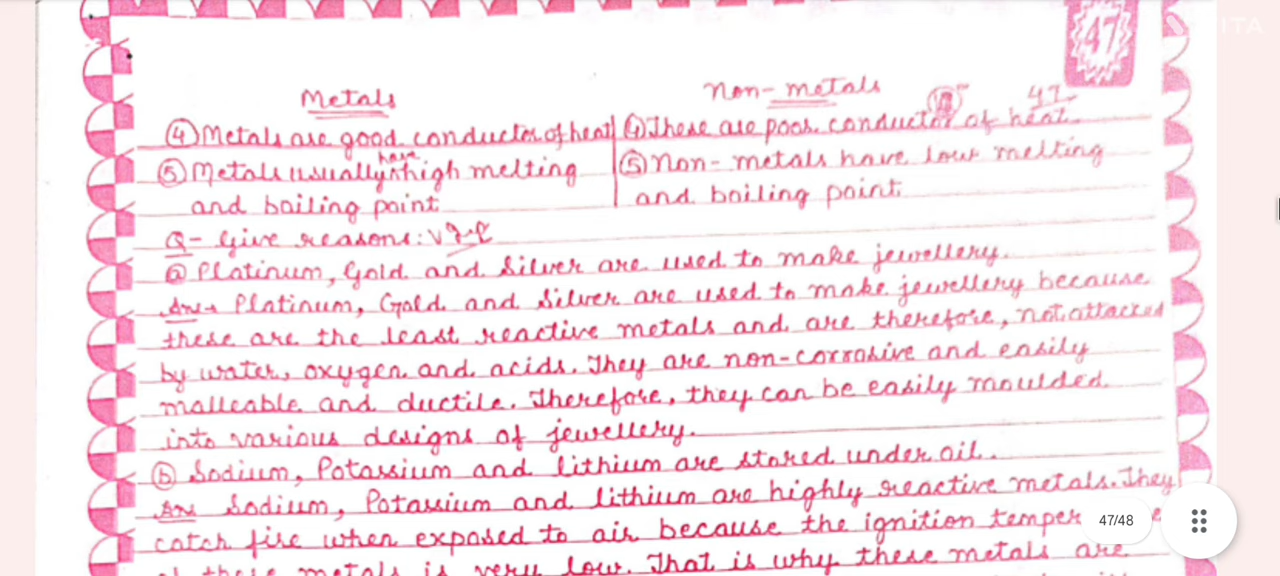 47
Metals Non-metals 47
④ Metals are good conductor of heat ④ These are poor conductor of heat.
⑤ Metals usually have high melting ⑤ Non-metals have low melting
and boiling point and boiling point.
Q- Give reasons:
@ Platinum, Gold and Silver are used to make jewellery.
Ans→ Platinum, Gold and Silver are used to make jewellery because
these are the least reactive metals and are therefore, not attacked
by water, oxygen and acids. They are non-corrosive and easily
malleable and ductile. Therefore, they can be easily moulded
into various designs of jewellery.
ⓑ Sodium, Potassium and lithium are stored under oil.
Ans Sodium, Potassium and lithium are highly reactive metals. They
catch fire when exposed to air because the ignition temper
of these metals is very low. That is why these metals are
47/48